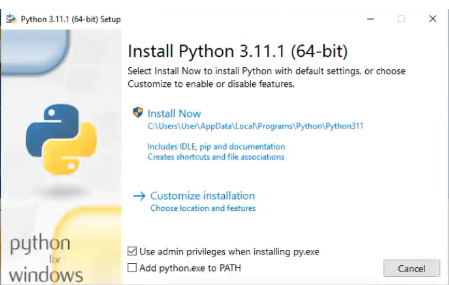 Python 3.11.1 (64-bit) Setup
Install Python 3.11.1 (64-bit)
Select Install Now to install Python with default settings, or choose
Customize to enable or disable features.
Install Now
C:\Users\User\AppData\Local\Programs\Python\Python311
Includes IDLE, pip and documentation
Creates shortcuts and file associations
Customize installation
Choose location and features
python
for
windows
Use admin privileges when installing py.exe
Add python.exe to PATH
Cancel